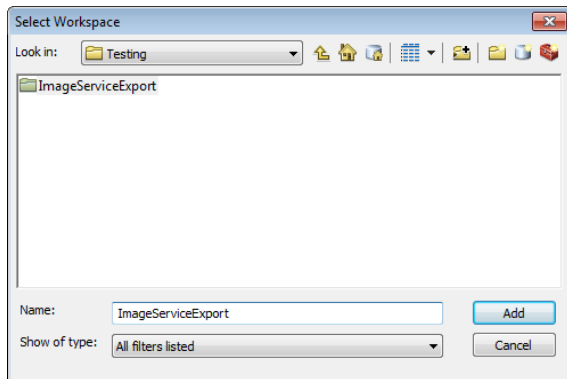 Select Workspace
Look in: Testing
ImageServiceExport
Name: ImageServiceExport Add
Show of type: All filters listed Cancel